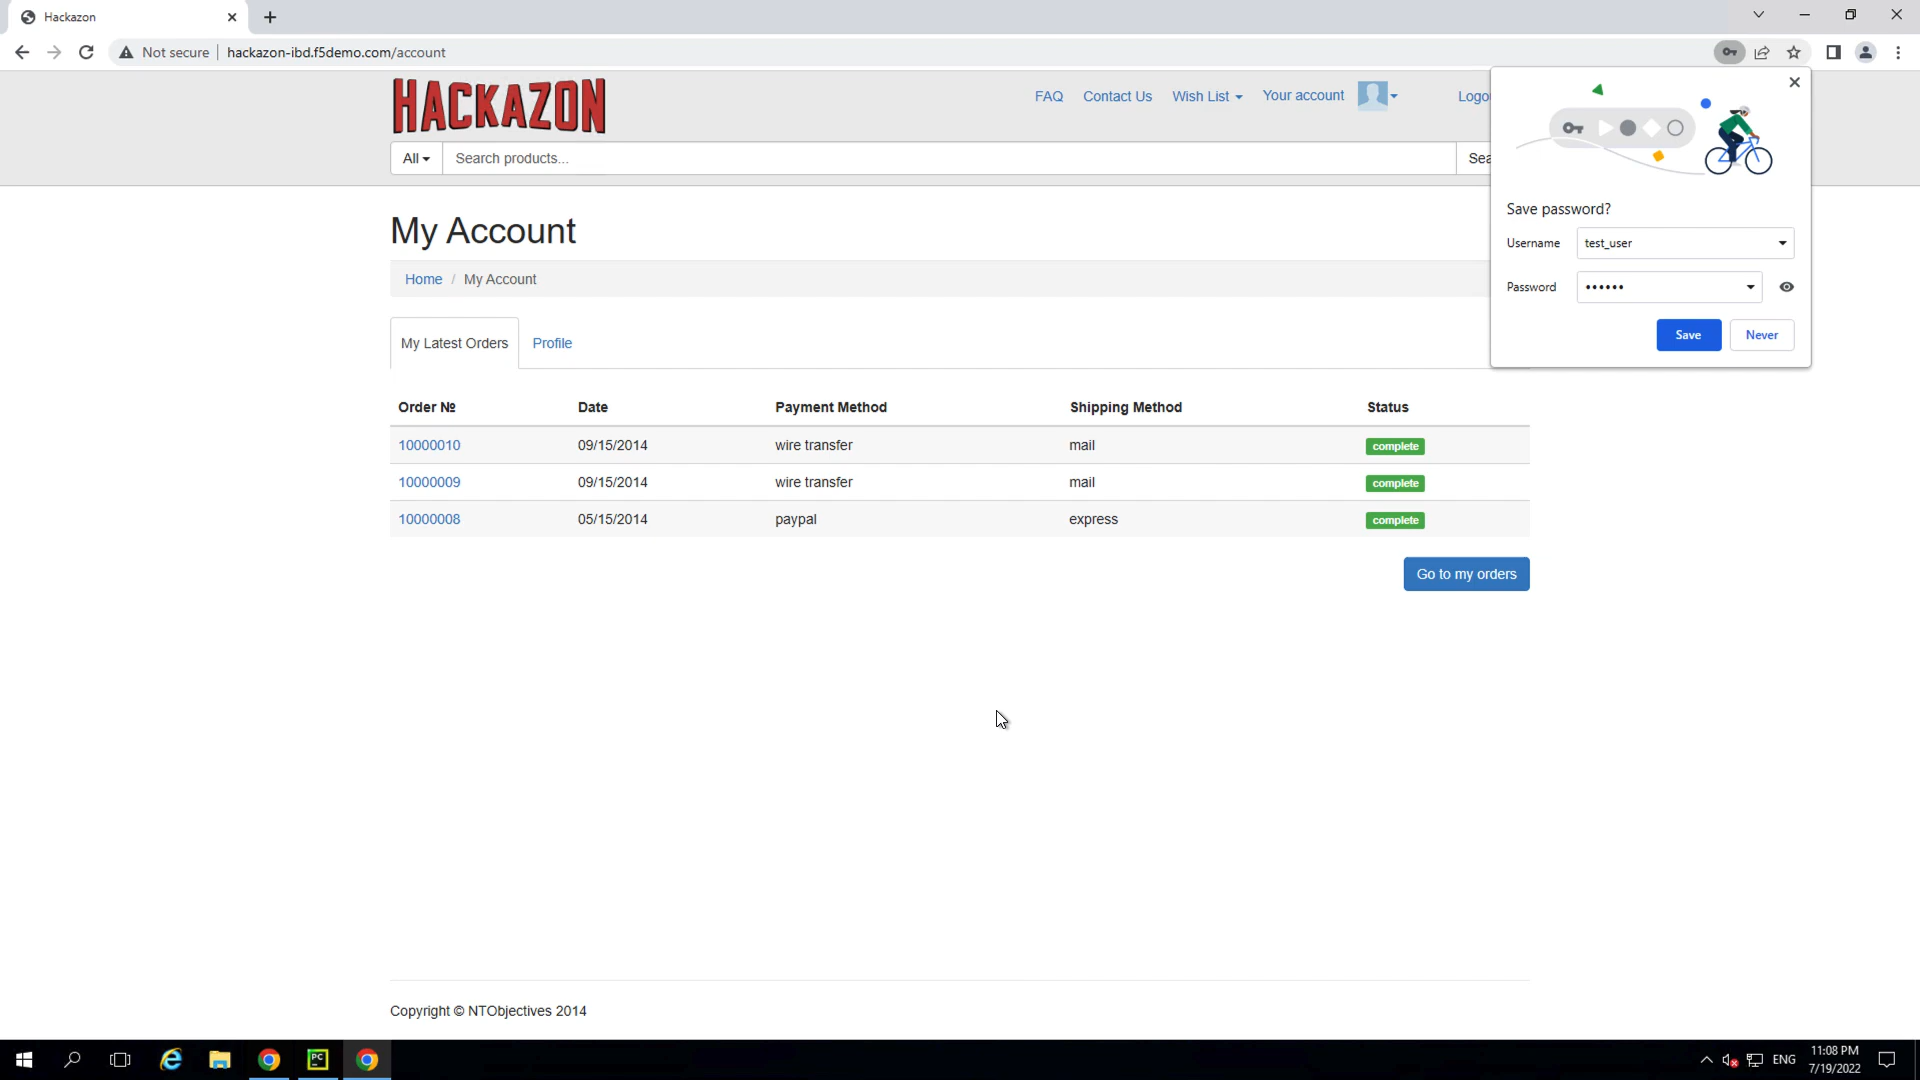 Hackazon
Not secure hackazon-ibd.f5demo.com/account
HACKAZON
FAQ Contact Us Wish List Your account
All Search products...
Save password?
Username test_user
Password ••••••
Save Never
My Account
Home / My Account
My Latest Orders Profile
Order № Date Payment Method Shipping Method Status
10000010 09/15/2014 wire transfer mail complete
10000009 09/15/2014 wire transfer mail complete
10000008 05/15/2014 paypal express complete
Go to my orders
Copyright © NTObjectives 2014
PC
ENG
11:08 PM
7/19/2022